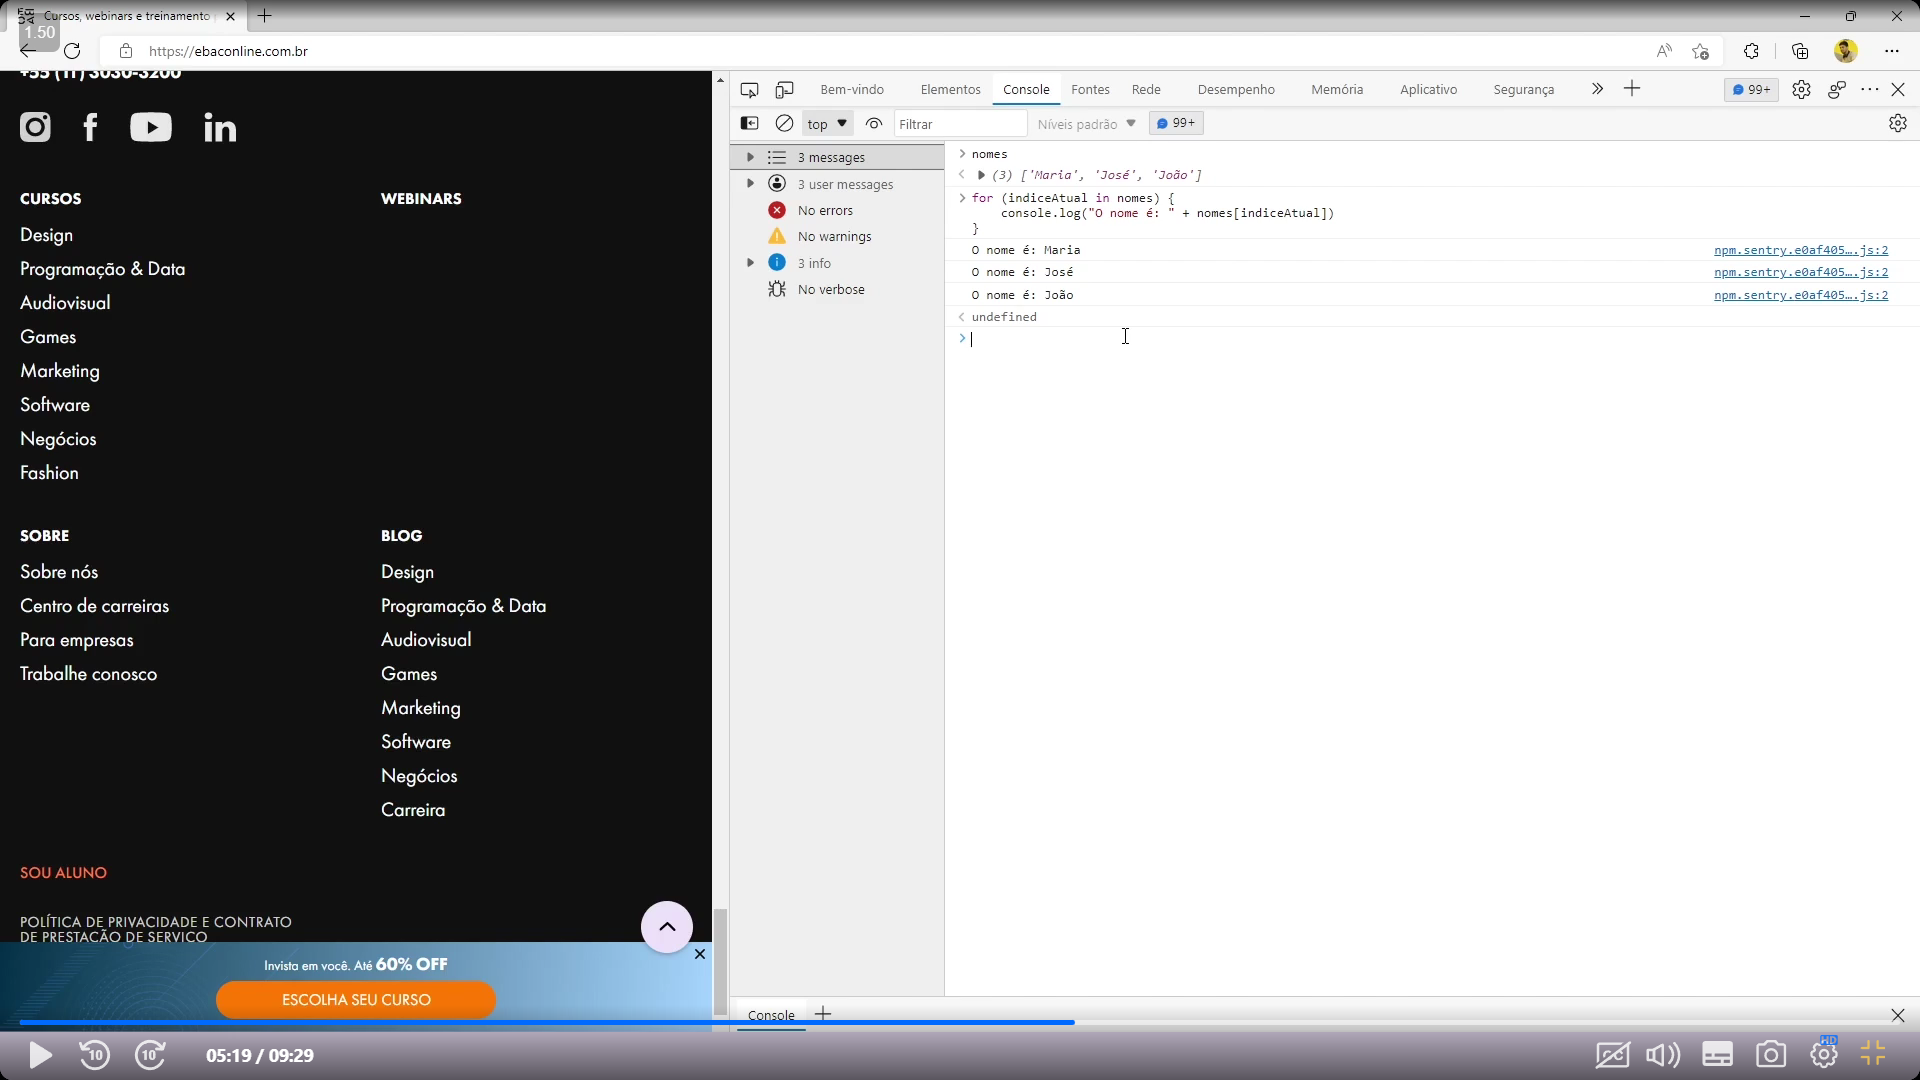 Cursos, webinars e treinamento
1.50
https://ebaconline.com.br
+55 (11) 3030-3200
CURSOS
Design
Programação & Data
Audiovisual
Games
Marketing
Software
Negócios
Fashion
WEBINARS
SOBRE
Sobre nós
Centro de carreiras
Para empresas
Trabalhe conosco
BLOG
Design
Programação & Data
Audiovisual
Games
Marketing
Software
Negócios
Carreira
SOU ALUNO
POLÍTICA DE PRIVACIDADE E CONTRATO
DE PRESTAÇÃO DE SERVIÇO
Invista em você. Até 60% OFF
ESCOLHA SEU CURSO
Bem-vindo Elementos Console Fontes Rede Desempenho Memória Aplicativo Segurança 99+
top Filtrar Níveis padrão 99+
3 messages
3 user messages
No errors
No warnings
3 info
No verbose
nomes
(3) ['Maria', 'José', 'João']
for (indiceAtual in nomes) {
console.log("O nome é: " + nomes[indiceAtual])
}
O nome é: Maria npm.sentry.e0af405….js:2
O nome é: José npm.sentry.e0af405….js:2
O nome é: João npm.sentry.e0af405….js:2
undefined
Console
10 10 05:19 / 09:29 HD